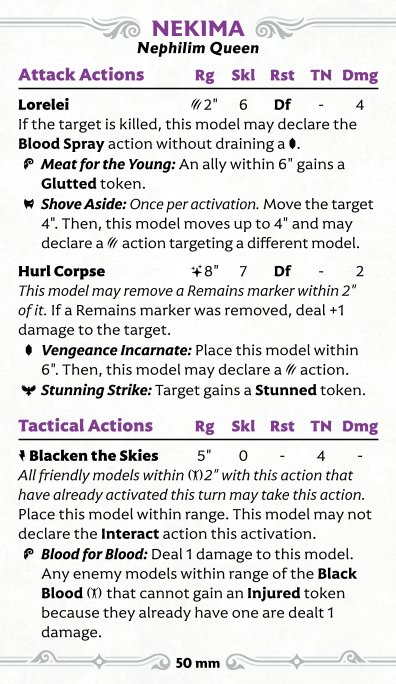 NEKIMA
Nephilim Queen
Attack Actions Rg Skl Rst TN Dmg
Lorelei 2" 6 Df - 4
If the target is killed, this model may declare the
Blood Spray action without draining a .
Meat for the Young: An ally within 6" gains a
Glutted token.
Shove Aside: Once per activation. Move the target
4". Then, this model moves up to 4" and may
declare a action targeting a different model.
Hurl Corpse 8" 7 Df - 2
This model may remove a Remains marker within 2"
of it. If a Remains marker was removed, deal +1
damage to the target.
Vengeance Incarnate: Place this model within
6". Then, this model may declare a action.
Stunning Strike: Target gains a Stunned token.
Tactical Actions Rg Skl Rst TN Dmg
Blacken the Skies 5" 0 - 4 -
All friendly models within 2" with this action that
have already activated this turn may take this action.
Place this model within range. This model may not
declare the Interact action this activation.
Blood for Blood: Deal 1 damage to this model.
Any enemy models within range of the Black
Blood that cannot gain an Injured token
because they already have one are dealt 1
damage.
50 mm